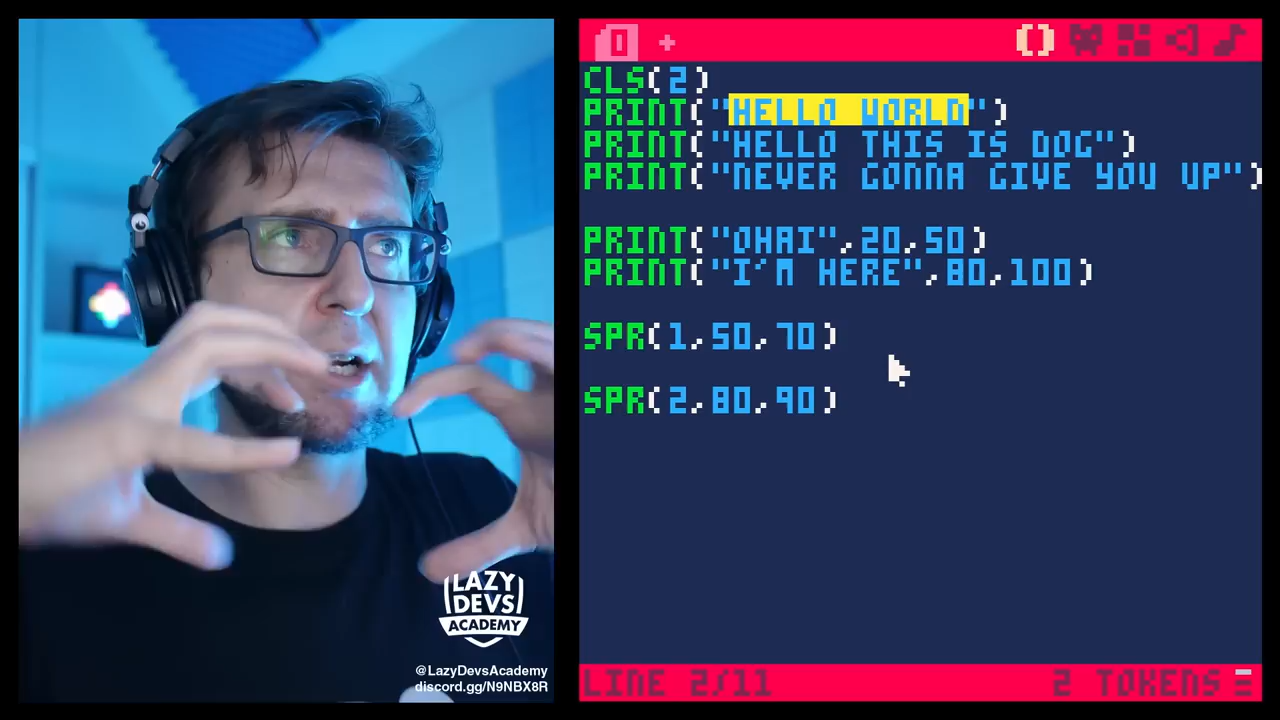 CLS(2)
PRINT("HELLO WORLD")
PRINT("HELLO THIS IS DOG")
PRINT("NEVER GONNA GIVE YOU UP")
PRINT("OHAI",20,50)
PRINT("I'M HERE",80,100)
SPR(1,50,70)
SPR(2,80,90)
LINE 2/11
2 TOKENS
LAZY
DEVS
ACADEMY
@LazyDevsAcademy
discord.gg/N9NBX8R